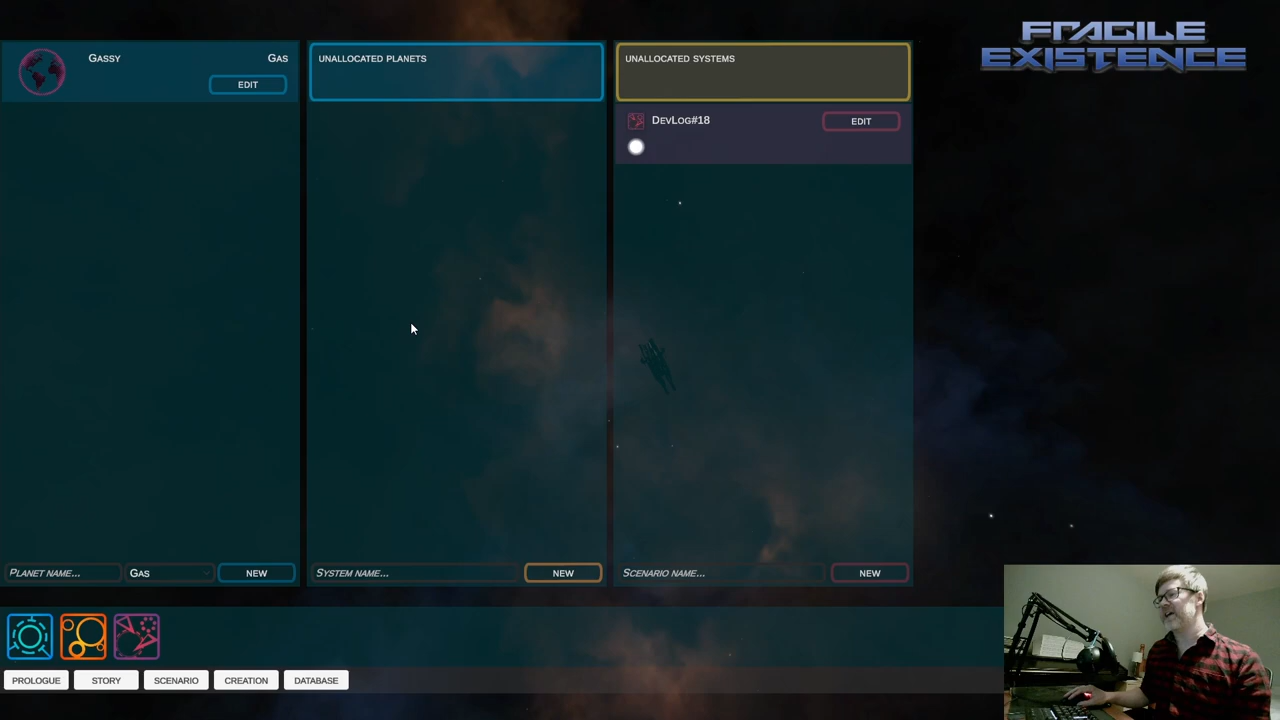 FRAGILE
EXISTENCE
Gassy
Gas
EDIT
UNALLOCATED PLANETS
UNALLOCATED SYSTEMS
DevLog#18
EDIT
PLANET NAME...
Gas
NEW
SYSTEM NAME...
NEW
SCENARIO NAME...
NEW
PROLOGUE
STORY
SCENARIO
CREATION
DATABASE